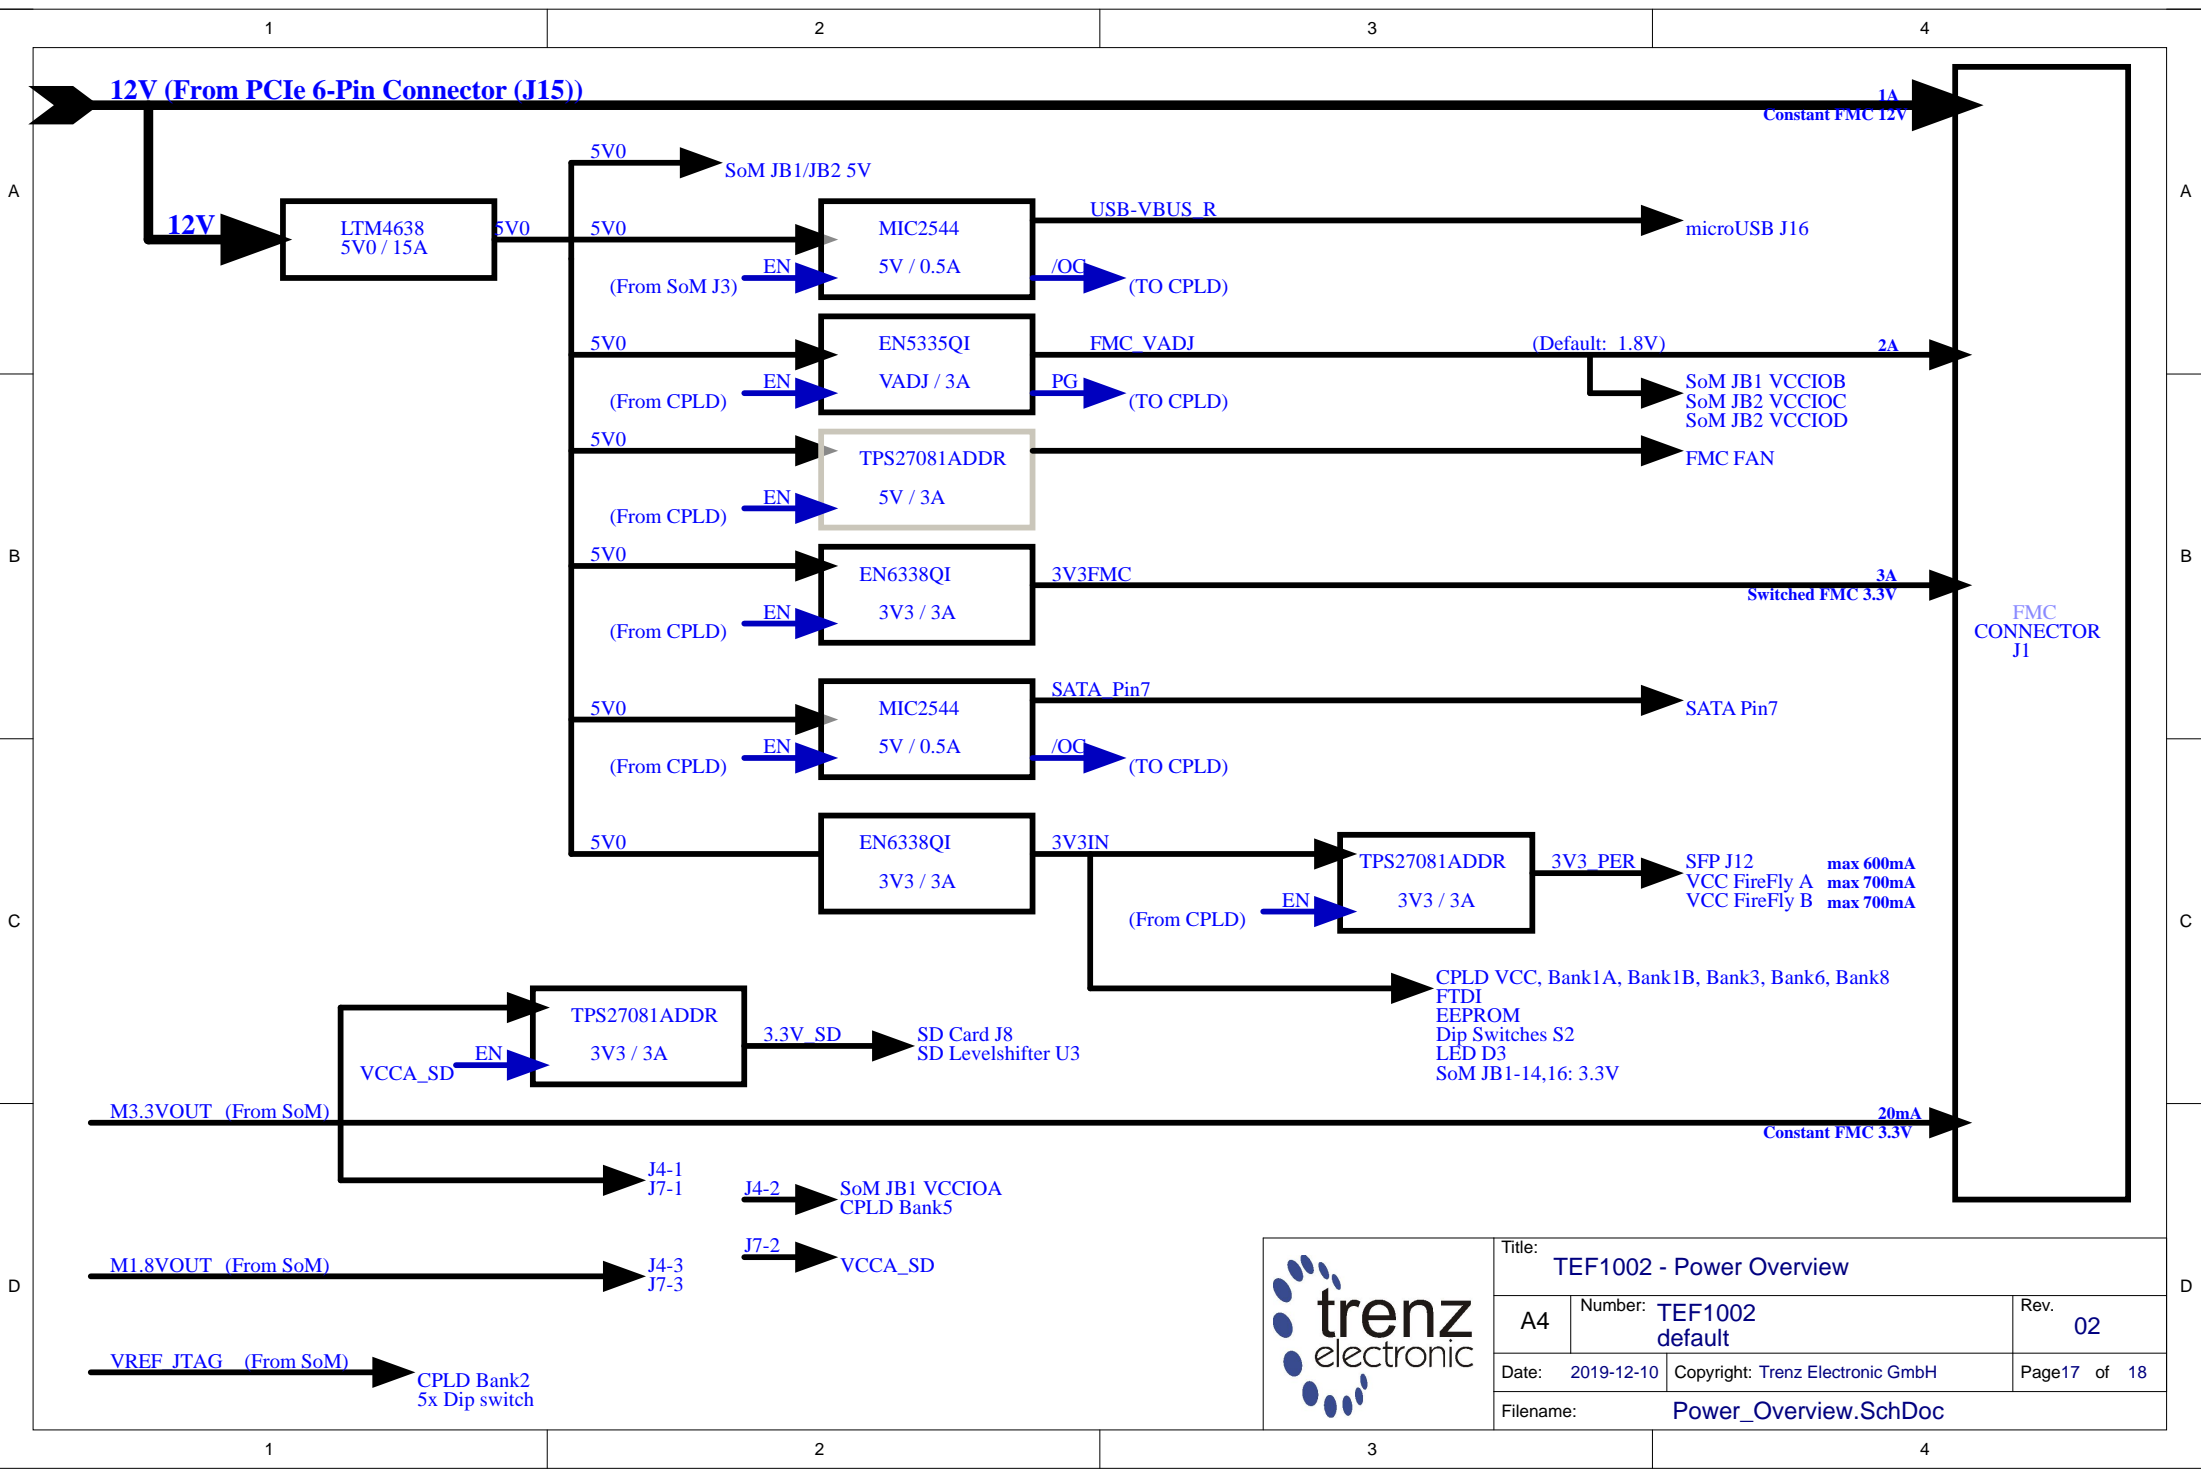 1 2 3 4
12V (From PCIe 6-Pin Connector (J15))
1A
Constant FMC 12V
A A
5V0
SoM JB1/JB2 5V
12V
LTM4638
5V0 / 15A
5V0
5V0
MIC2544
5V / 0.5A
USB-VBUS_R
microUSB J16
EN
(From SoM J3)
/OC
(TO CPLD)
5V0
EN5335QI
VADJ / 3A
FMC_VADJ
(Default: 1.8V)
2A
EN
(From CPLD)
PG
(TO CPLD)
SoM JB1 VCCIOB
SoM JB2 VCCIOC
SoM JB2 VCCIOD
5V0
TPS27081ADDR
5V / 3A
FMC FAN
EN
(From CPLD)
B B
5V0
EN6338QI
3V3 / 3A
3V3FMC
3A
Switched FMC 3.3V
EN
(From CPLD)
FMC
CONNECTOR
J1
5V0
MIC2544
5V / 0.5A
SATA_Pin7
SATA Pin7
EN
(From CPLD)
/OC
(TO CPLD)
5V0
EN6338QI
3V3 / 3A
3V3IN
TPS27081ADDR
3V3 / 3A
EN
(From CPLD)
3V3_PER
SFP J12 max 600mA
VCC FireFly A max 700mA
VCC FireFly B max 700mA
C C
CPLD VCC, Bank1A, Bank1B, Bank3, Bank6, Bank8
FTDI
EEPROM
Dip Switches S2
LED D3
SoM JB1-14,16: 3.3V
TPS27081ADDR
3V3 / 3A
EN
VCCA_SD
3.3V_SD
SD Card J8
SD Levelshifter U3
M3.3VOUT (From SoM)
20mA
Constant FMC 3.3V
J4-1
J7-1
J4-2
SoM JB1 VCCIOA
CPLD Bank5
J7-2
VCCA_SD
M1.8VOUT (From SoM)
J4-3
J7-3
D D
VREF_JTAG (From SoM)
CPLD Bank2
5x Dip switch
trenz
electronic
Title:
TEF1002 - Power Overview
A4
Number: TEF1002
default
Rev.
02
Date: 2019-12-10
Copyright: Trenz Electronic GmbH
Page17 of 18
Filename: Power_Overview.SchDoc
1 2 3 4